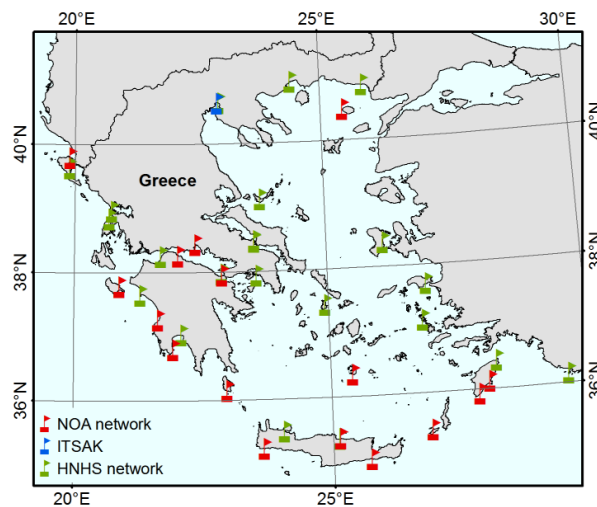 20°E
25°E
30°E
40°N
40°N
Greece
38°N
38°N
36°N
36°N
NOA network
ITSAK
HNHS network
20°E
25°E